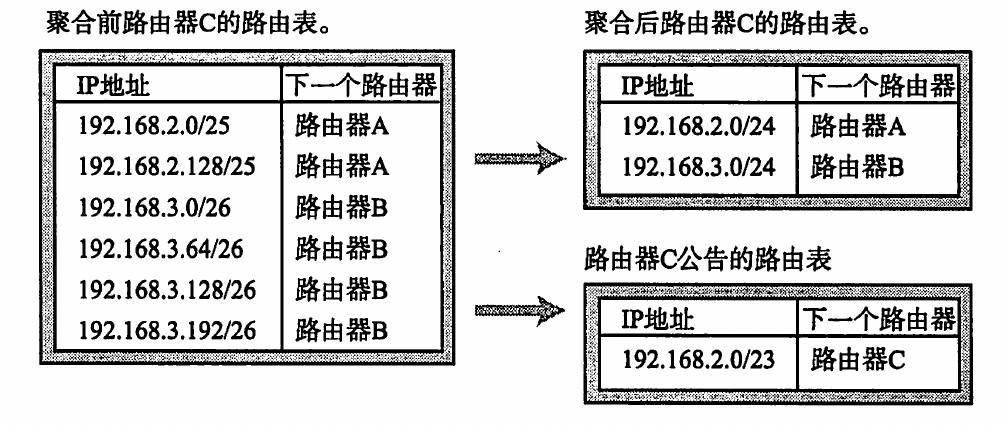 聚合前路由器C的路由表。
IP地址 下一个路由器
192.168.2.0/25 路由器A
192.168.2.128/25 路由器A
192.168.3.0/26 路由器B
192.168.3.64/26 路由器B
192.168.3.128/26 路由器B
192.168.3.192/26 路由器B
聚合后路由器C的路由表。
IP地址 下一个路由器
192.168.2.0/24 路由器A
192.168.3.0/24 路由器B
路由器C公告的路由表
IP地址 下一个路由器
192.168.2.0/23 路由器C